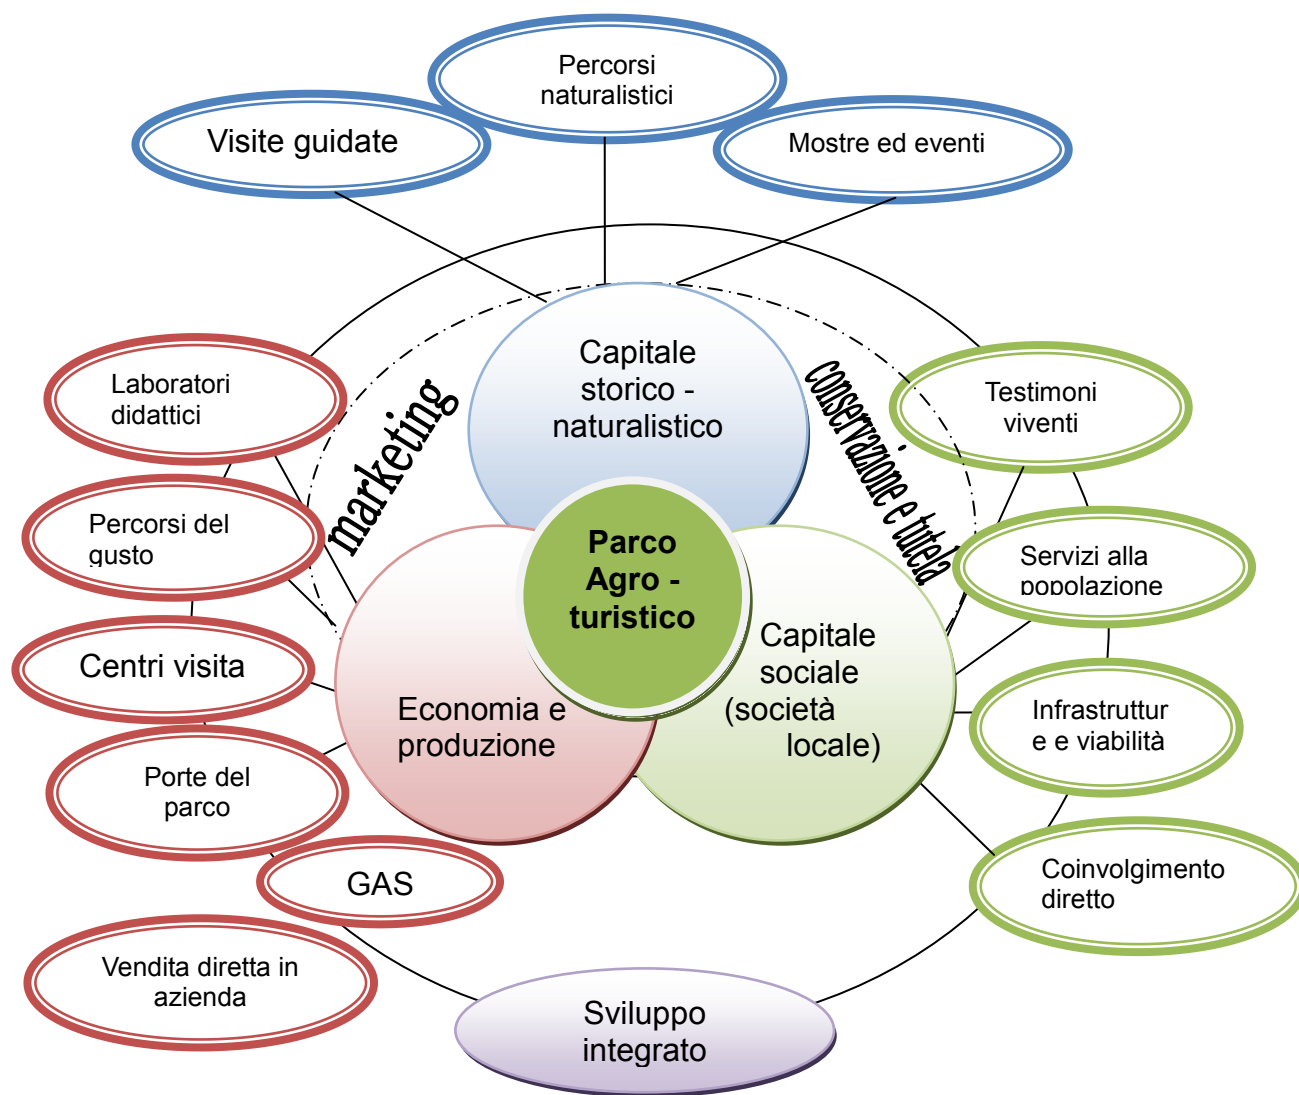 Percorsi
naturalistici
Visite guidate
Mostre ed eventi
Capitale
storico -
naturalistico
marketing
conservazione e tutela
Laboratori
didattici
Testimoni
viventi
Percorsi del
gusto
Parco
Agro -
turistico
Servizi alla
popolazione
Centri visita
Economia e
produzione
Capitale
sociale
(società
locale)
Infrastruttur
e e viabilità
Porte del
parco
GAS
Coinvolgimento
diretto
Vendita diretta in
azienda
Sviluppo
integrato